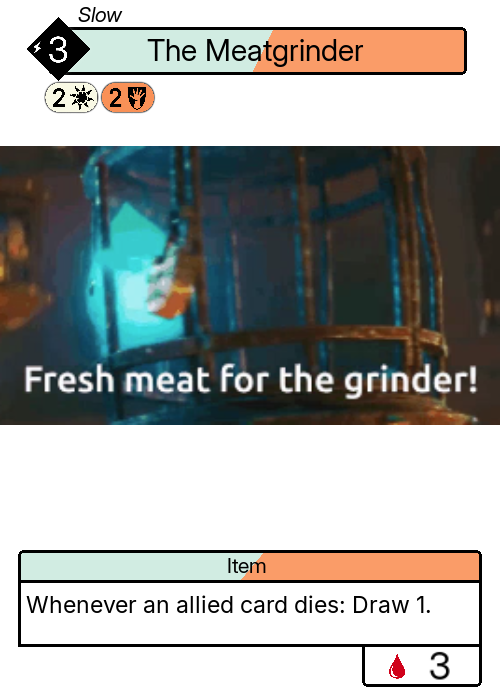 Slow
3
The Meatgrinder
2
2
Fresh meat for the grinder!
Item
Whenever an allied card dies: Draw 1.
3